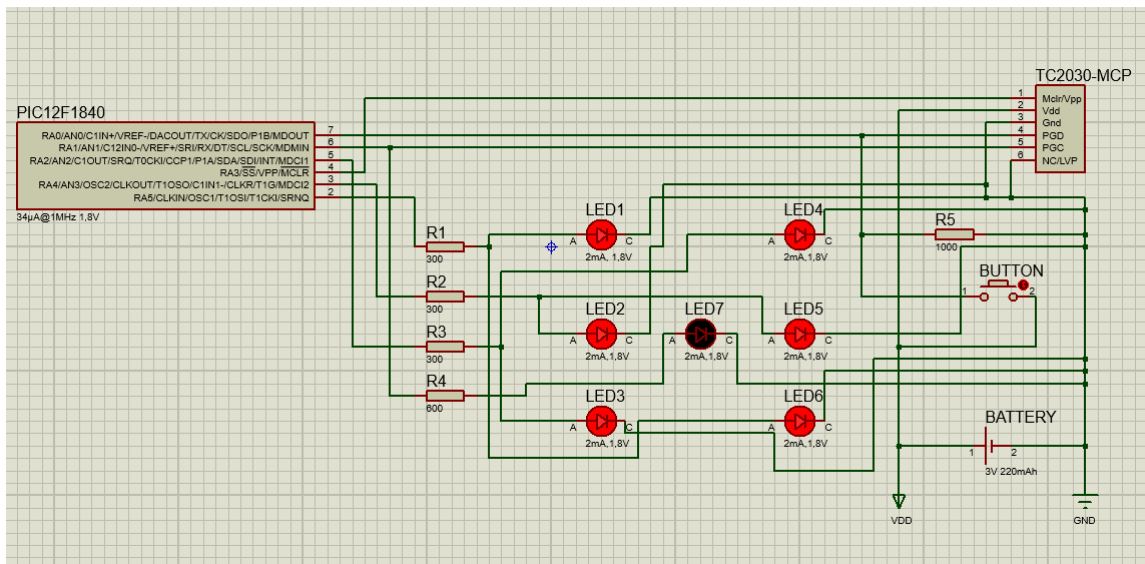 TC2030-MCP
PIC12F1840
1 Mclr/Vpp
2 Vdd
3 Gnd
4 PGD
5 PGC
6 NC/LVP
RA0/AN0/C1IN+/VREF-/DACOUT/TX/CK/SDO/P1B/MDOUT 7
RA1/AN1/C12IN0-/VREF+/SRI/RX/DT/SCL/SCK/MDMIN 6
RA2/AN2/C1OUT/SRQ/T0CKI/CCP1/P1A/SDA/SDI/INT/MDCI1 5
RA3/SS/VPP/MCLR 4
RA4/AN3/OSC2/CLKOUT/T1OSO/C1IN1-/CLKR/T1G/MDCI2 3
RA5/CLKIN/OSC1/T1OSI/T1CKI/SRNQ 2
34µA@1MHz 1.8V
R1
300
LED1
A C
2mA, 1,8V
LED4
A C
2mA, 1,8V
R5
1000
BUTTON
1 2
R2
300
LED2
A C
2mA,1,8V
LED7
A C
2mA,1,8V
LED5
A C
2mA, 1,8V
R3
300
R4
600
LED3
A C
2mA, 1,8V
LED6
A C
2mA, 1,8V
BATTERY
1 2
3V 220mAh
VDD
GND